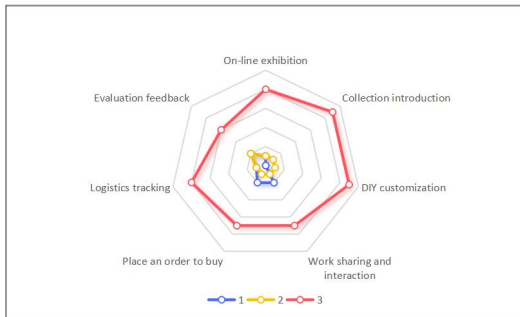 On-line exhibition
Evaluation feedback
Collection introduction
Logistics tracking
DIY customization
Place an order to buy
Work sharing and
interaction
1 2 3